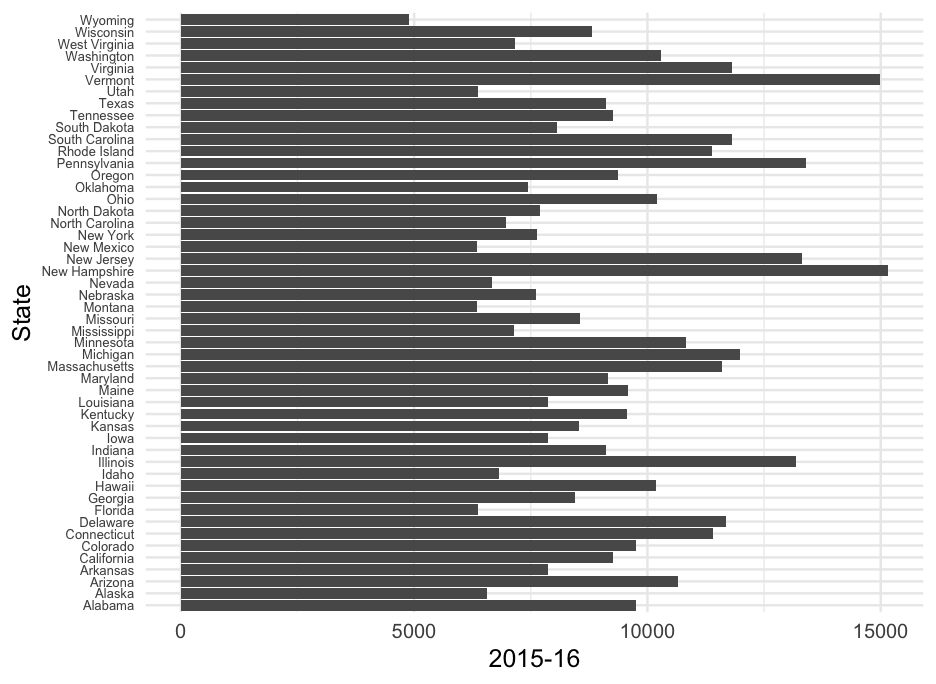 Wyoming
Wisconsin
West Virginia
Washington
Virginia
Vermont
Utah
Texas
Tennessee
South Dakota
South Carolina
Rhode Island
Pennsylvania
Oregon
Oklahoma
Ohio
North Dakota
North Carolina
New York
New Mexico
New Jersey
New Hampshire
Nevada
Nebraska
Montana
Missouri
Mississippi
Minnesota
Michigan
Massachusetts
Maryland
Maine
Louisiana
Kentucky
Kansas
Iowa
Indiana
Illinois
Idaho
Hawaii
Georgia
Florida
Delaware
Connecticut
Colorado
California
Arkansas
Arizona
Alaska
Alabama
State
0 5000 10000 15000
2015-16